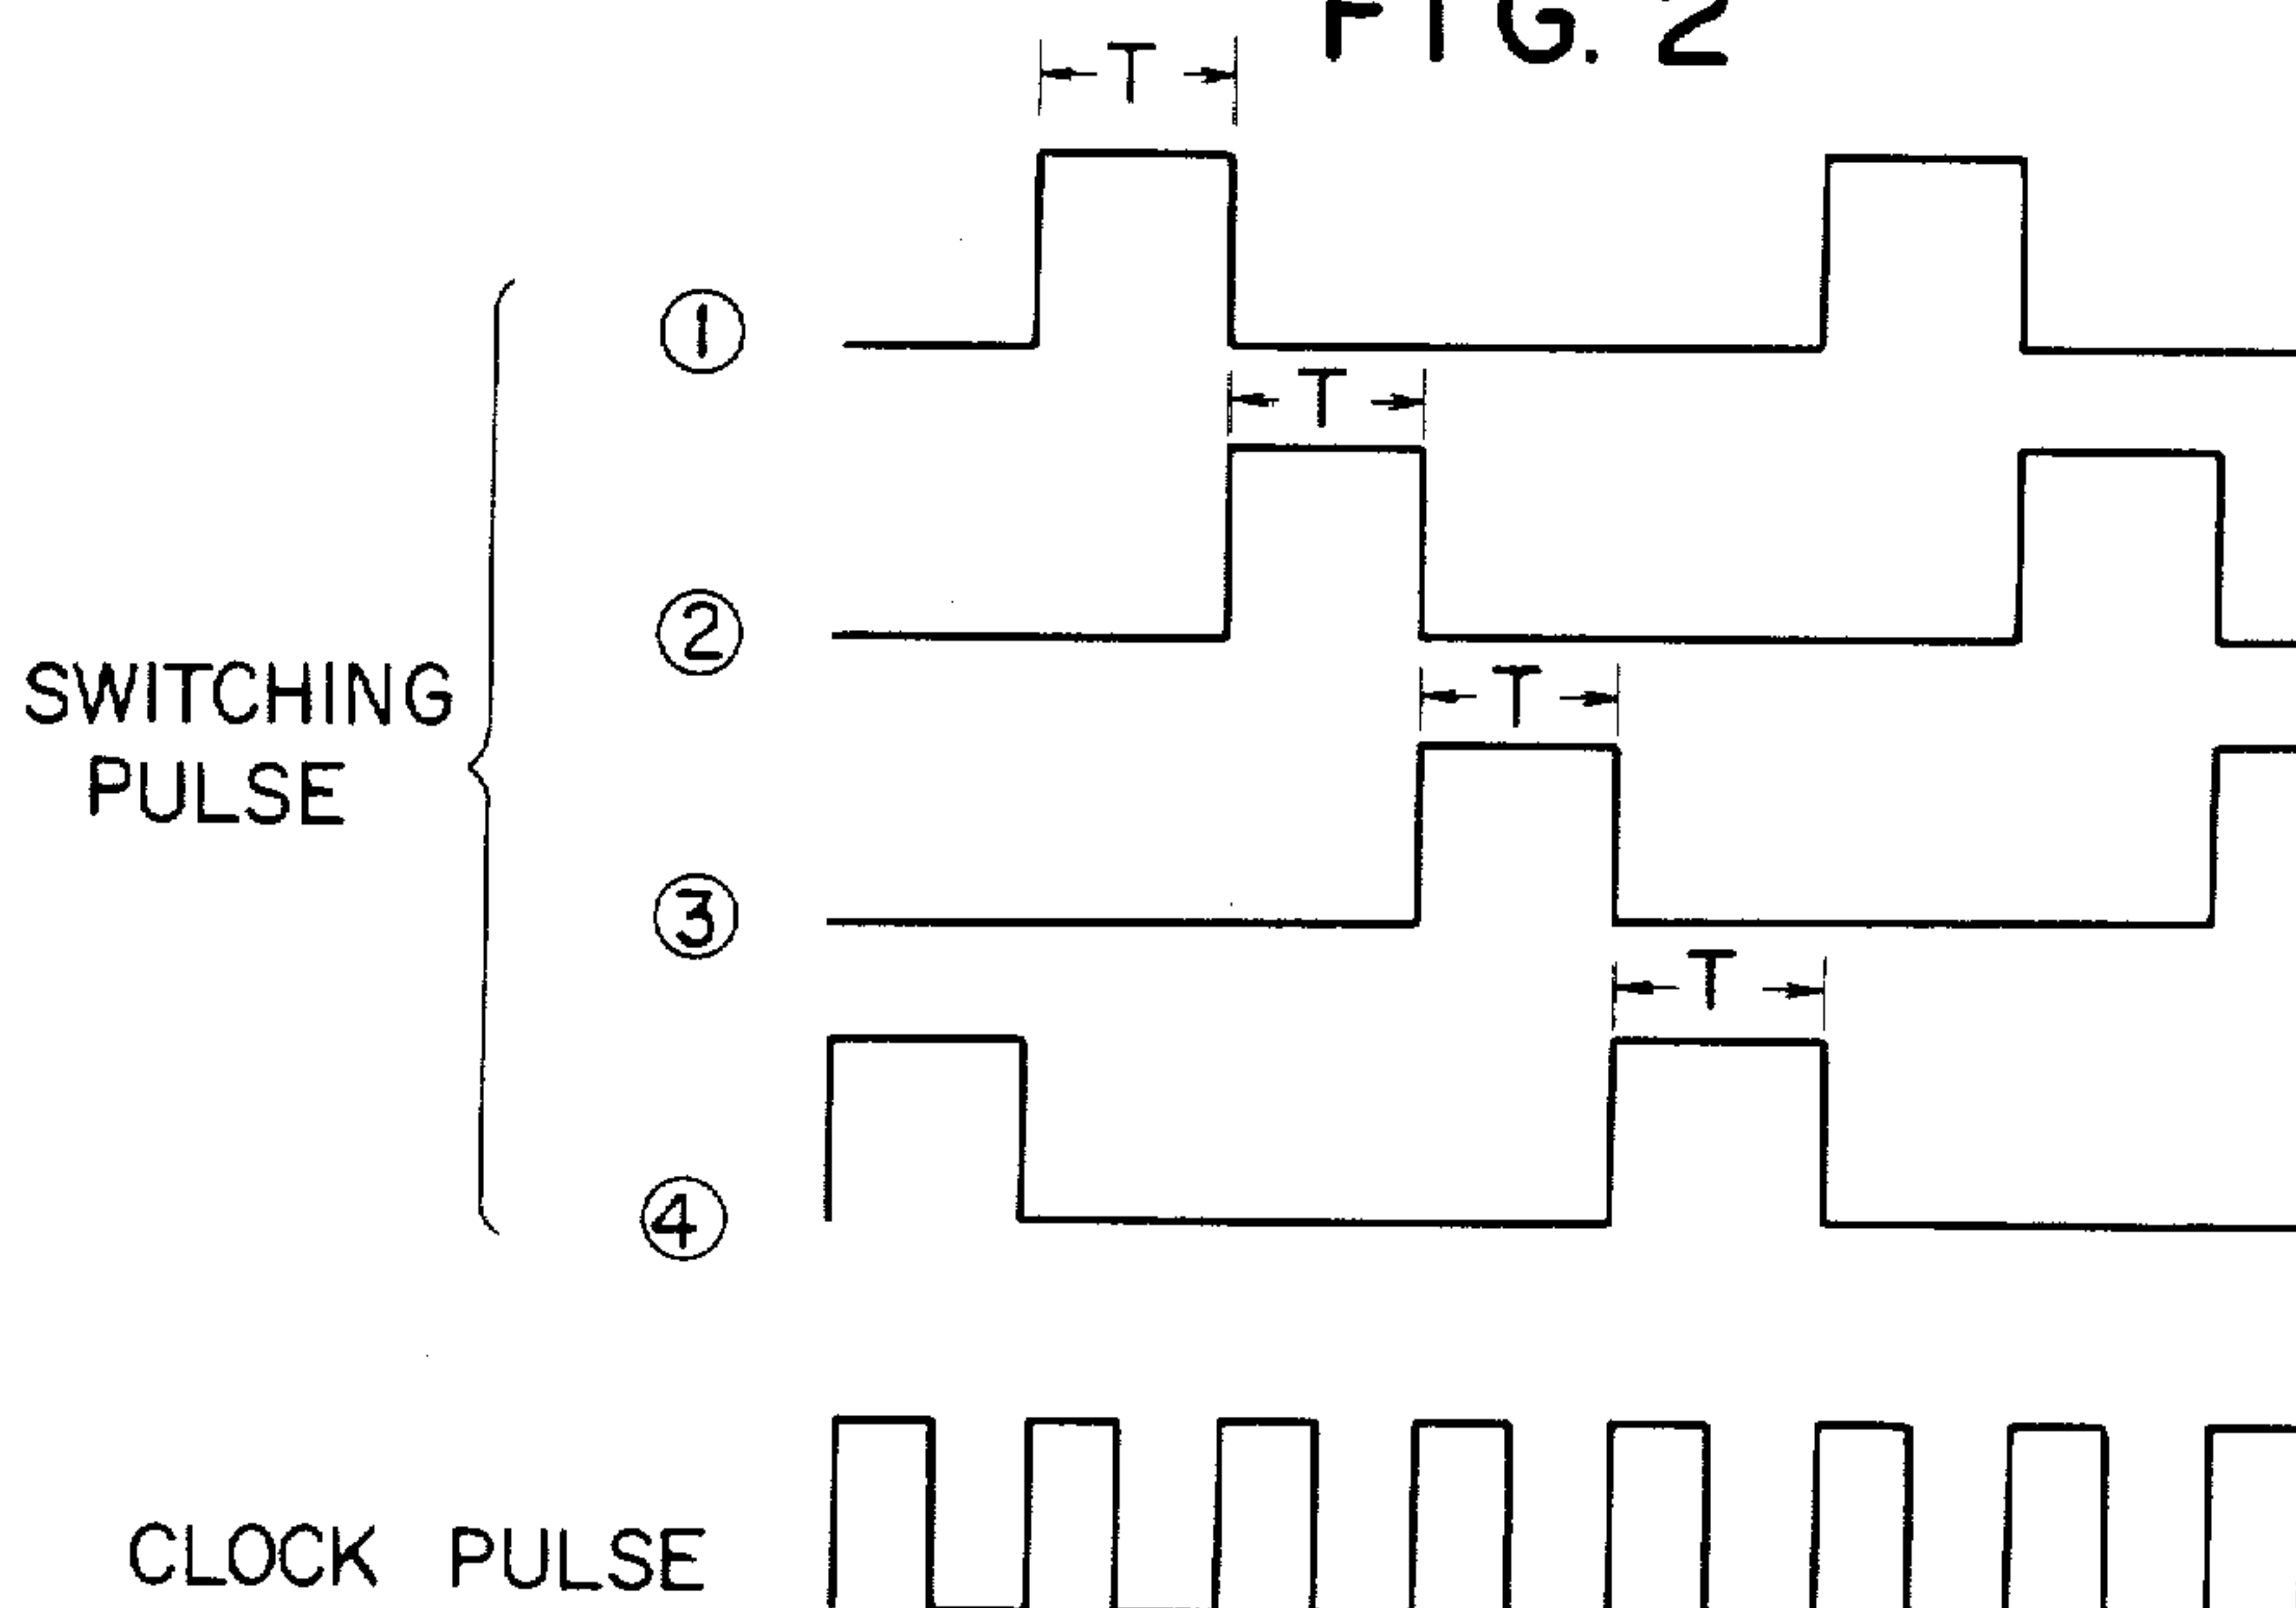 FIG. 2
T
①
T
②
T
SWITCHING
PULSE
③
T
④
CLOCK PULSE